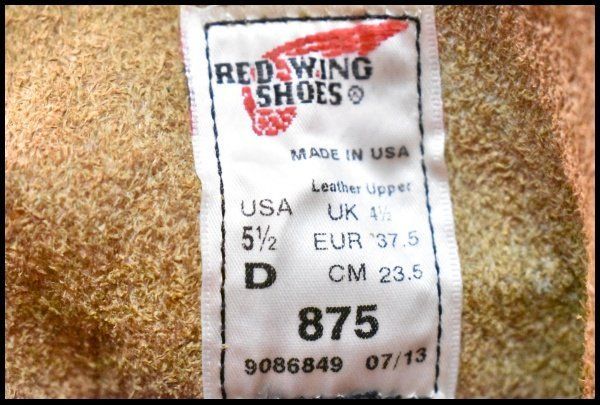 RED WING
SHOES®
MADE IN USA
Leather Upper
USA UK 4½
5½ EUR 37.5
D CM 23.5
875
9086849 07/13